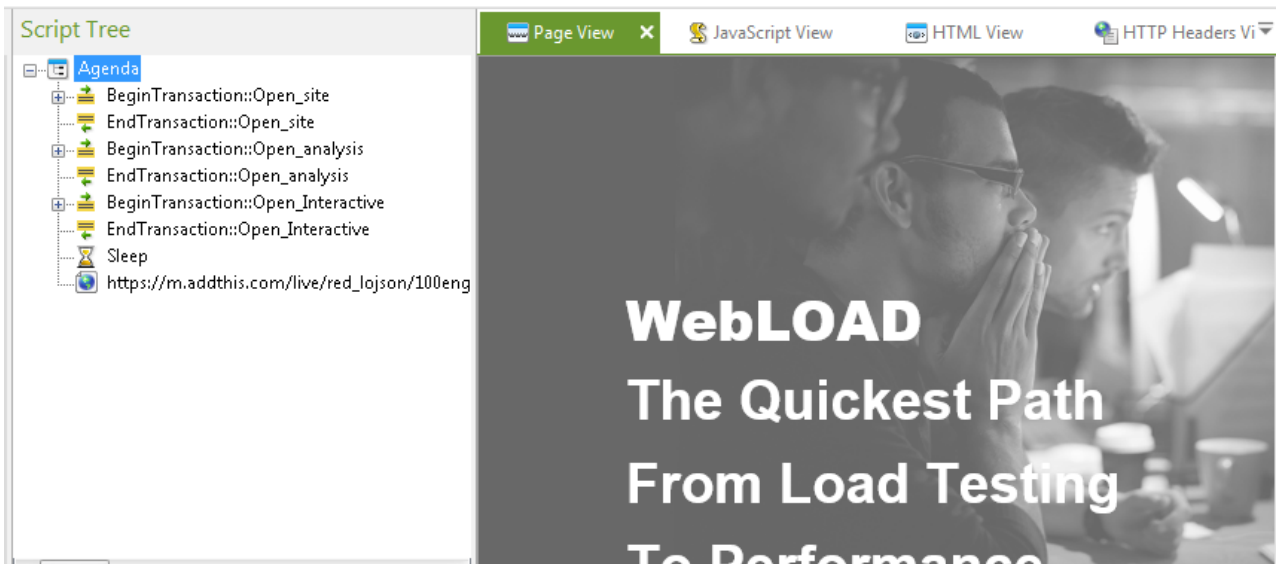 Script Tree
Page View
JavaScript View
HTML View
HTTP Headers Vi
Agenda
BeginTransaction::Open_site
EndTransaction::Open_site
BeginTransaction::Open_analysis
EndTransaction::Open_analysis
BeginTransaction::Open_Interactive
EndTransaction::Open_Interactive
Sleep
https://m.addthis.com/live/red_lojson/100eng
WebLOAD
The Quickest Path
From Load Testing
To Performance